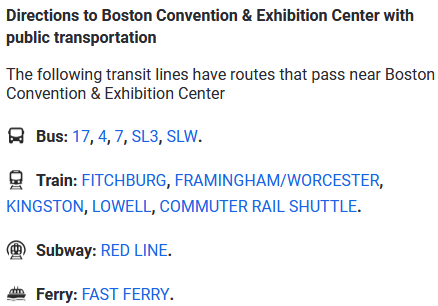 Directions to Boston Convention & Exhibition Center with
public transportation
The following transit lines have routes that pass near Boston
Convention & Exhibition Center
Bus: 17, 4, 7, SL3, SLW.
Train: FITCHBURG, FRAMINGHAM/WORCESTER,
KINGSTON, LOWELL, COMMUTER RAIL SHUTTLE.
Subway: RED LINE.
Ferry: FAST FERRY.